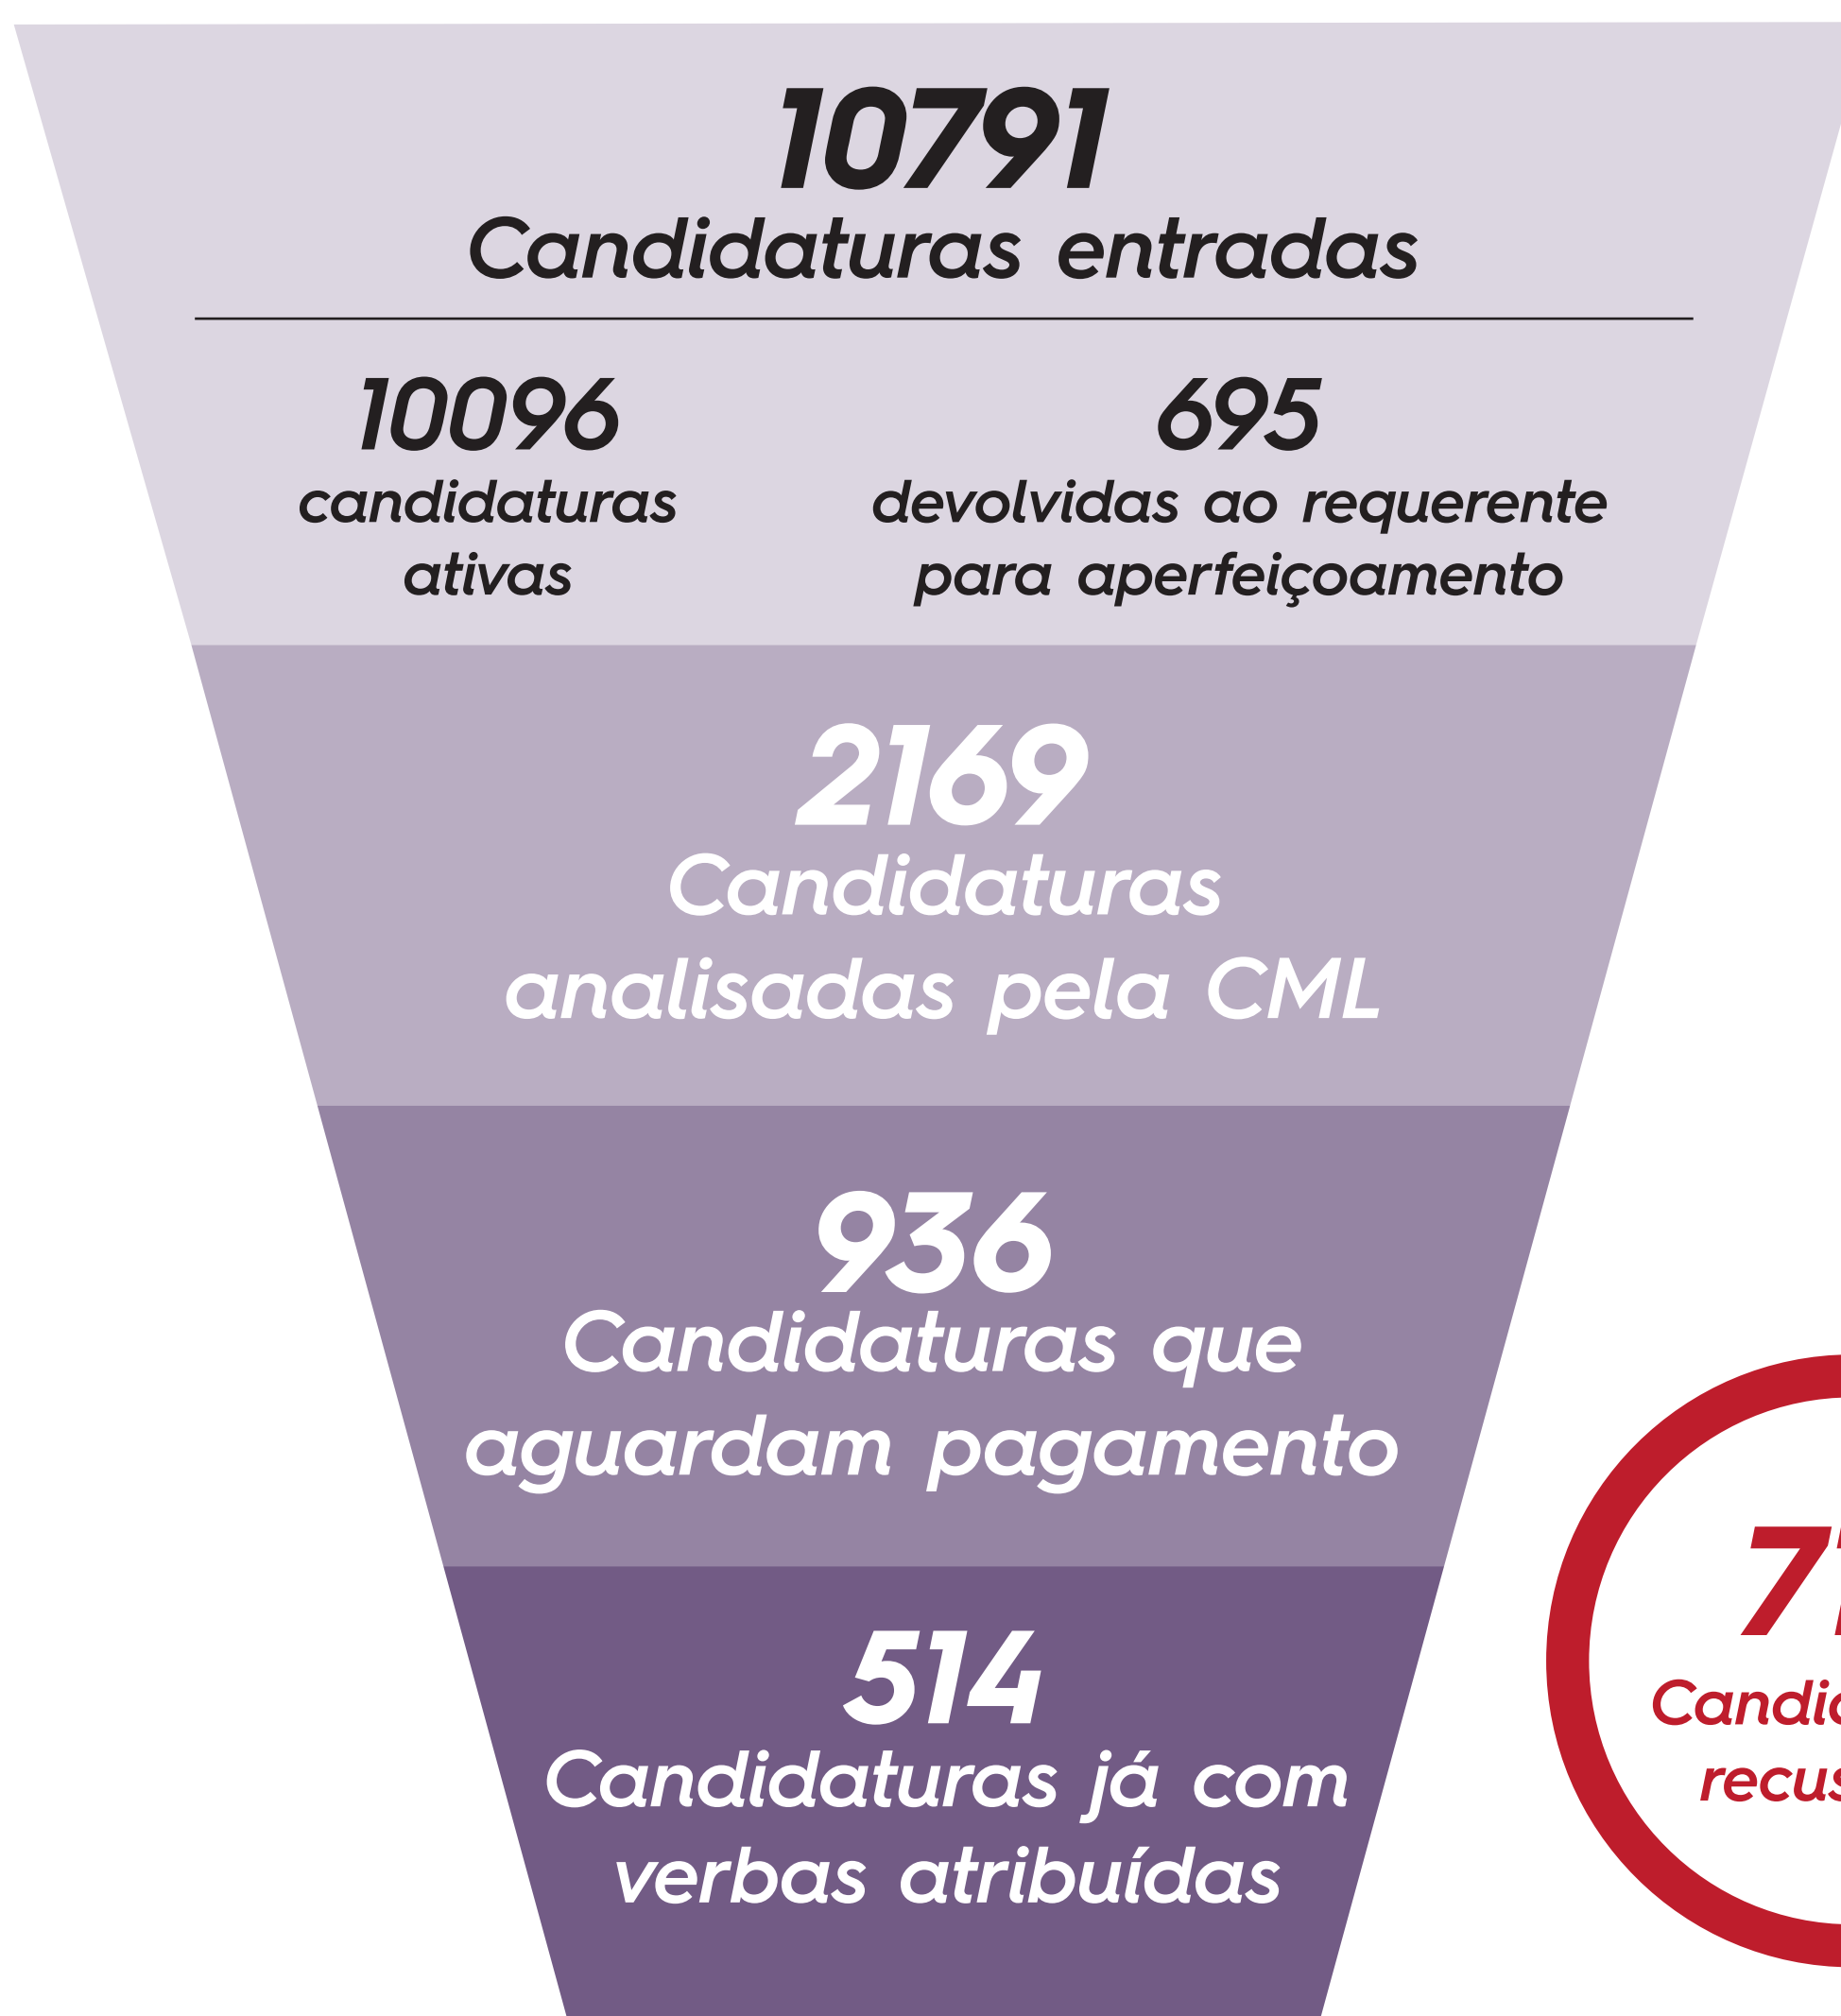 10791
Candidaturas entradas
10096
candidaturas
ativas
695
devolvidas ao requerente
para aperfeiçoamento
2169
Candidaturas
analisadas pela CML
936
Candidaturas que
aguardam pagamento
514
Candidaturas já com
verbas atribuídas